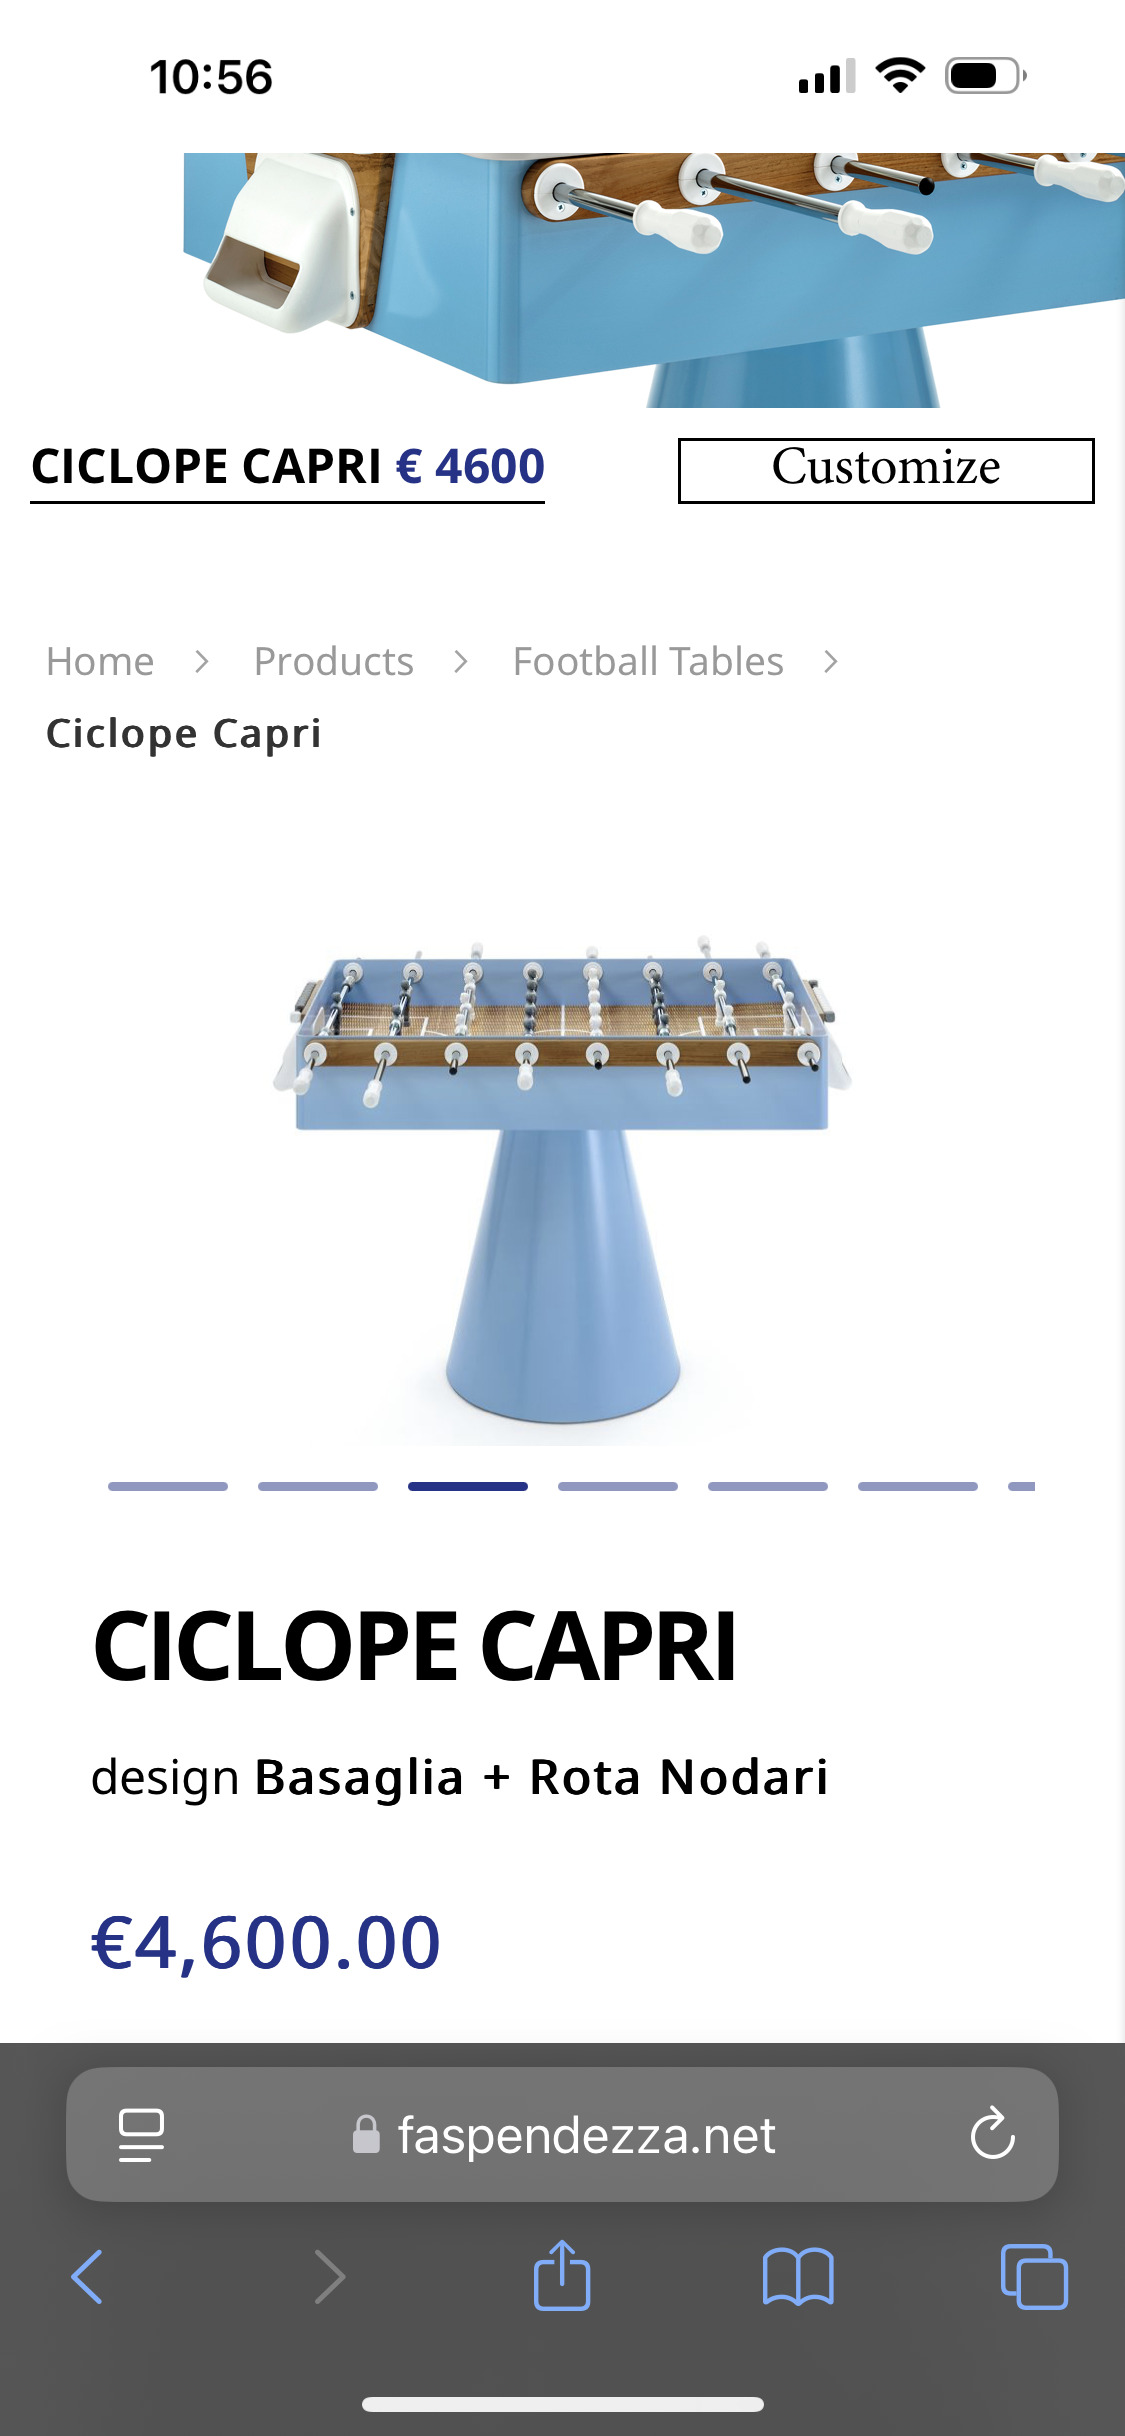 10:56
CICLOPE CAPRI € 4600
Customize
Home > Products > Football Tables >
Ciclope Capri
CICLOPE CAPRI
design Basaglia + Rota Nodari
€4,600.00
faspendezza.net